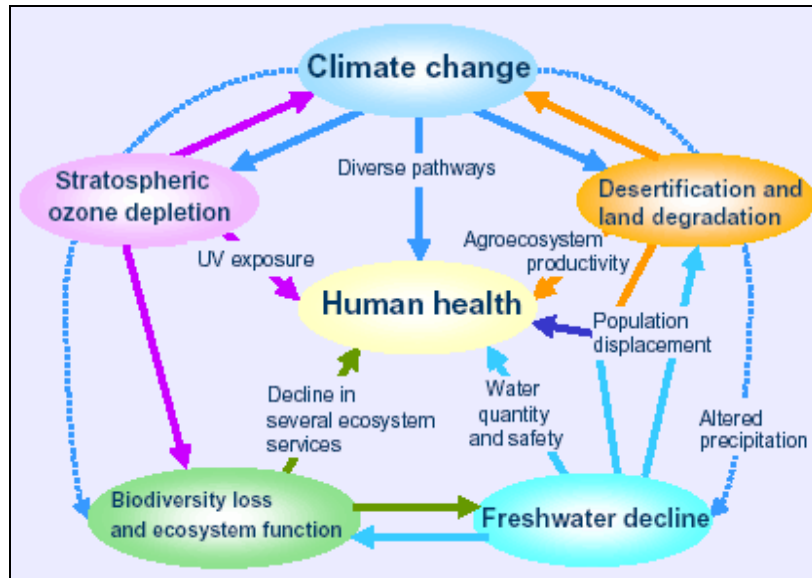 Climate change
Diverse pathways
Stratospheric
ozone depletion
Desertification and
land degradation
UV exposure
Agroecosystem
productivity
Human health
Population
displacement
Decline in
several ecosystem
services
Water
quantity
and safety
Altered
precipitation
Biodiversity loss
and ecosystem function
Freshwater decline